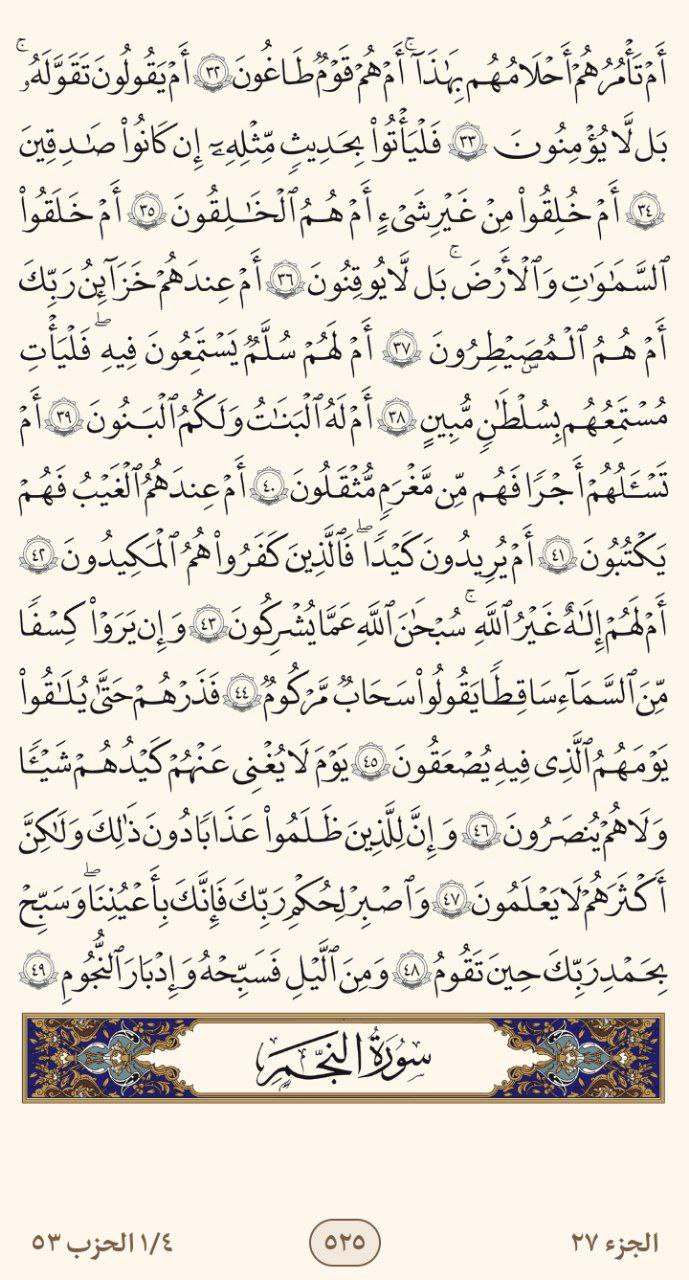 أَمْ تَأْمُرُهُمْ أَحْلَامُهُم بِهَٰذَآ ۚ أَمْ هُمْ قَوْمٌ طَاغُونَ ٣٢ أَمْ يَقُولُونَ تَقَوَّلَهُۥ ۚ
بَل لَّا يُؤْمِنُونَ ٣٣ فَلْيَأْتُوا۟ بِحَدِيثٍ مِّثْلِهِۦٓ إِن كَانُوا۟ صَٰدِقِينَ
٣٤ أَمْ خُلِقُوا۟ مِنْ غَيْرِ شَىْءٍ أَمْ هُمُ ٱلْخَٰلِقُونَ ٣٥ أَمْ خَلَقُوا۟
ٱلسَّمَٰوَٰتِ وَٱلْأَرْضَ ۚ بَل لَّا يُوقِنُونَ ٣٦ أَمْ عِندَهُمْ خَزَآئِنُ رَبِّكَ
أَمْ هُمُ ٱلْمُصَۣيْطِرُونَ ٣٧ أَمْ لَهُمْ سُلَّمٌ يَسْتَمِعُونَ فِيهِ ۖ فَلْيَأْتِ
مُسْتَمِعُهُم بِسُلْطَٰنٍ مُّبِينٍ ٣٨ أَمْ لَهُ ٱلْبَنَٰتُ وَلَكُمُ ٱلْبَنُونَ ٣٩ أَمْ
تَسْـَٔلُهُمْ أَجْرًا فَهُم مِّن مَّغْرَمٍ مُّثْقَلُونَ ٤٠ أَمْ عِندَهُمُ ٱلْغَيْبُ فَهُمْ
يَكْتُبُونَ ٤١ أَمْ يُرِيدُونَ كَيْدًا ۖ فَٱلَّذِينَ كَفَرُوا۟ هُمُ ٱلْمَكِيدُونَ ٤٢
أَمْ لَهُمْ إِلَٰهٌ غَيْرُ ٱللَّهِ ۚ سُبْحَٰنَ ٱللَّهِ عَمَّا يُشْرِكُونَ ٤٣ وَإِن يَرَوْا۟ كِسْفًا
مِّنَ ٱلسَّمَآءِ سَاقِطًا يَقُولُوا۟ سَحَابٌ مَّرْكُومٌ ٤٤ فَذَرْهُمْ حَتَّىٰ يُلَٰقُوا۟
يَوْمَهُمُ ٱلَّذِى فِيهِ يُصْعَقُونَ ٤٥ يَوْمَ لَا يُغْنِى عَنْهُمْ كَيْدُهُمْ شَيْـًٔا
وَلَا هُمْ يُنصَرُونَ ٤٦ وَإِنَّ لِلَّذِينَ ظَلَمُوا۟ عَذَابًا دُونَ ذَٰلِكَ وَلَٰكِنَّ
أَكْثَرَهُمْ لَا يَعْلَمُونَ ٤٧ وَٱصْبِرْ لِحُكْمِ رَبِّكَ فَإِنَّكَ بِأَعْيُنِنَا ۖ وَسَبِّحْ
بِحَمْدِ رَبِّكَ حِينَ تَقُومُ ٤٨ وَمِنَ ٱلَّيْلِ فَسَبِّحْهُ وَإِدْبَٰرَ ٱلنُّجُومِ ٤٩
سُورَةُ النَّجْمِ
الجزء ٢٧ ٥٢٥ ١/٤ الحزب ٥٣